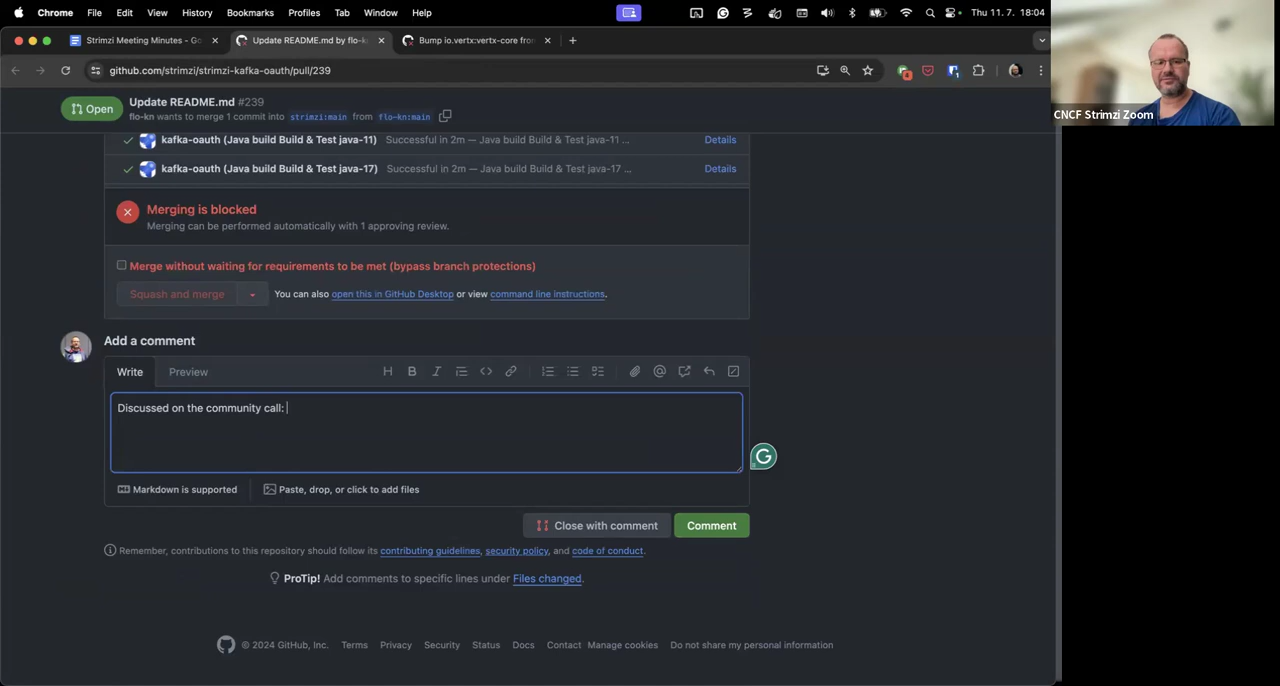 Chrome File Edit View History Bookmarks Profiles Tab Window Help Thu 11. 7. 18:04
Strimzi Meeting Minutes - Go Update README.md by flo-k Bump io.vertx:vertx-core from
github.com/strimzi/strimzi-kafka-oauth/pull/239
CNCF Strimzi Zoom
Open
Update README.md #239
flo-kn wants to merge 1 commit into strimzi:main from flo-kn:main
kafka-oauth (Java build Build & Test java-11) Successful in 2m — Java build Build & Test java-11 ... Details
kafka-oauth (Java build Build & Test java-17) Successful in 2m — Java build Build & Test java-17 ... Details
Merging is blocked
Merging can be performed automatically with 1 approving review.
Merge without waiting for requirements to be met (bypass branch protections)
Squash and merge You can also open this in GitHub Desktop or view command line instructions.
Add a comment
Write Preview
Discussed on the community call:
Markdown is supported Paste, drop, or click to add files
Close with comment Comment
Remember, contributions to this repository should follow its contributing guidelines, security policy, and code of conduct.
ProTip! Add comments to specific lines under Files changed.
© 2024 GitHub, Inc. Terms Privacy Security Status Docs Contact Manage cookies Do not share my personal information